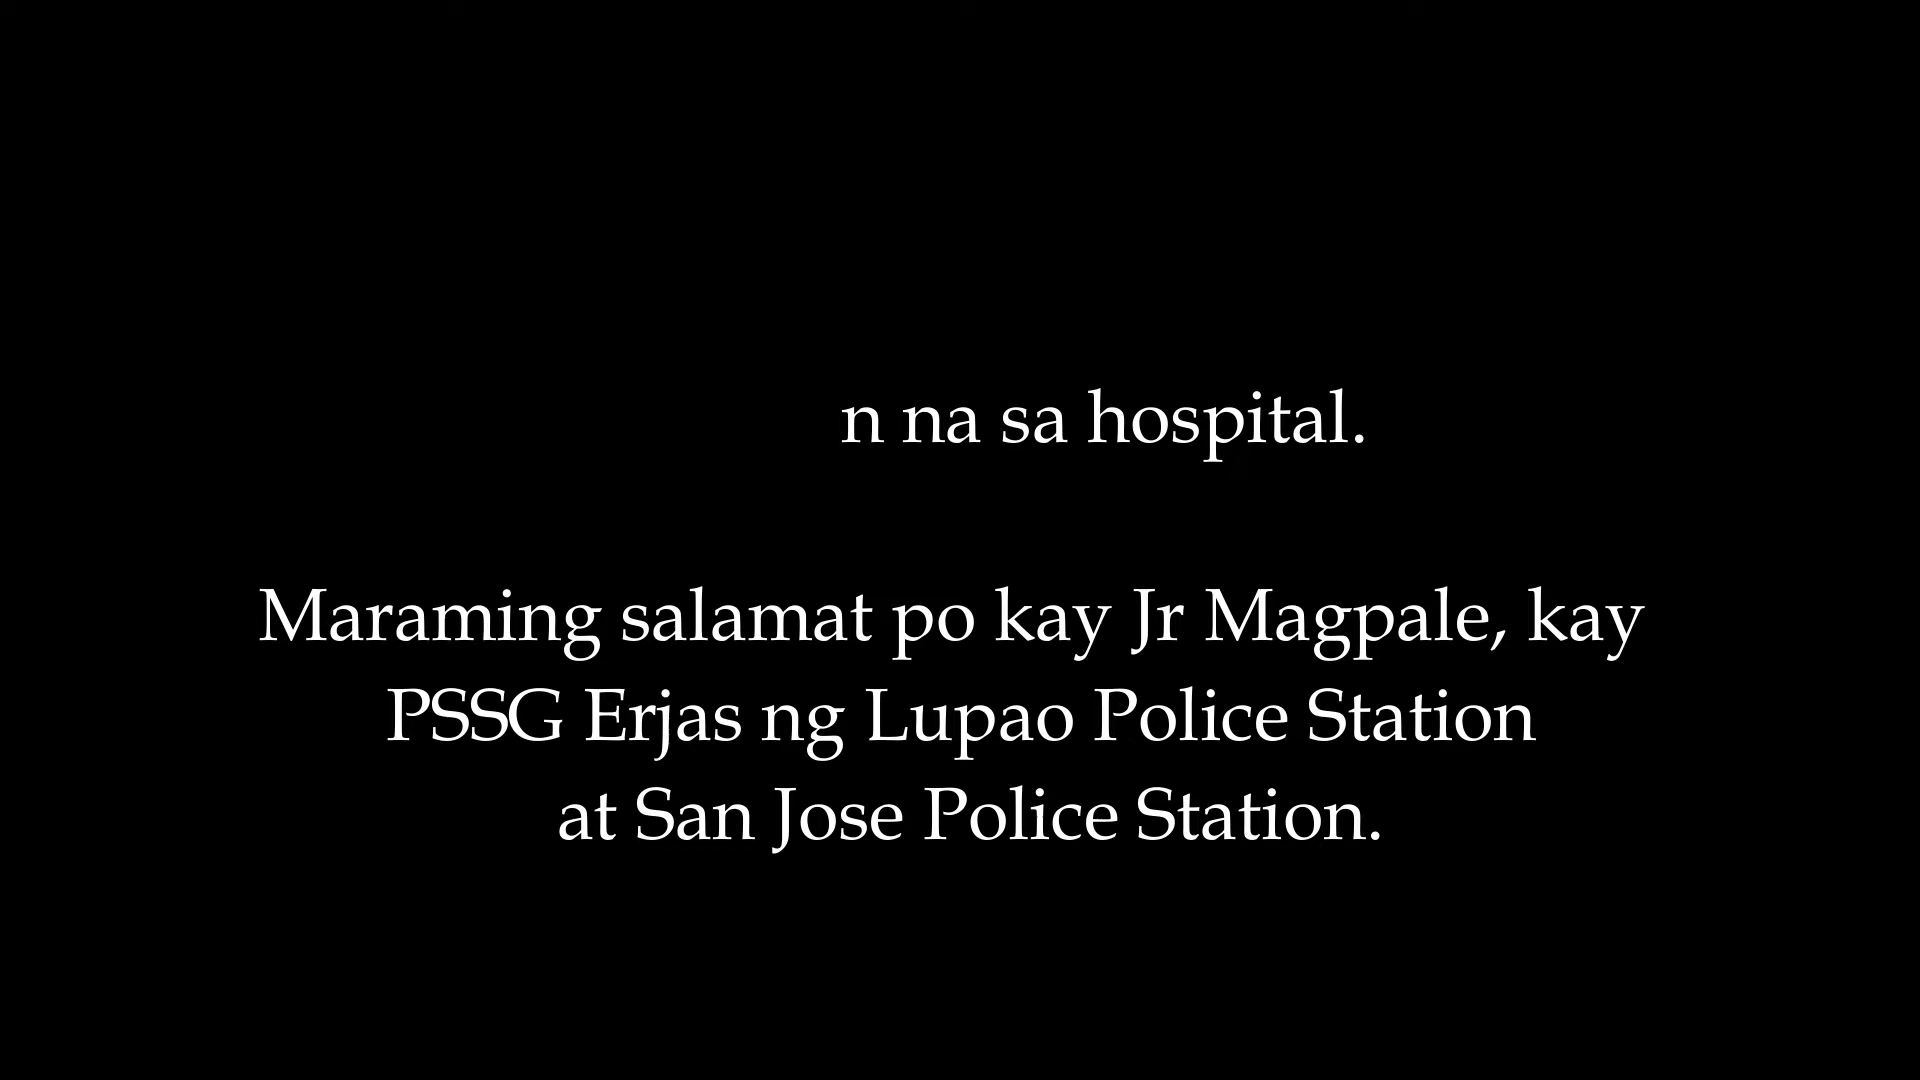 n na sa hospital.
Maraming salamat po kay Jr Magpale, kay
PSSG Erjas ng Lupao Police Station
at San Jose Police Station.